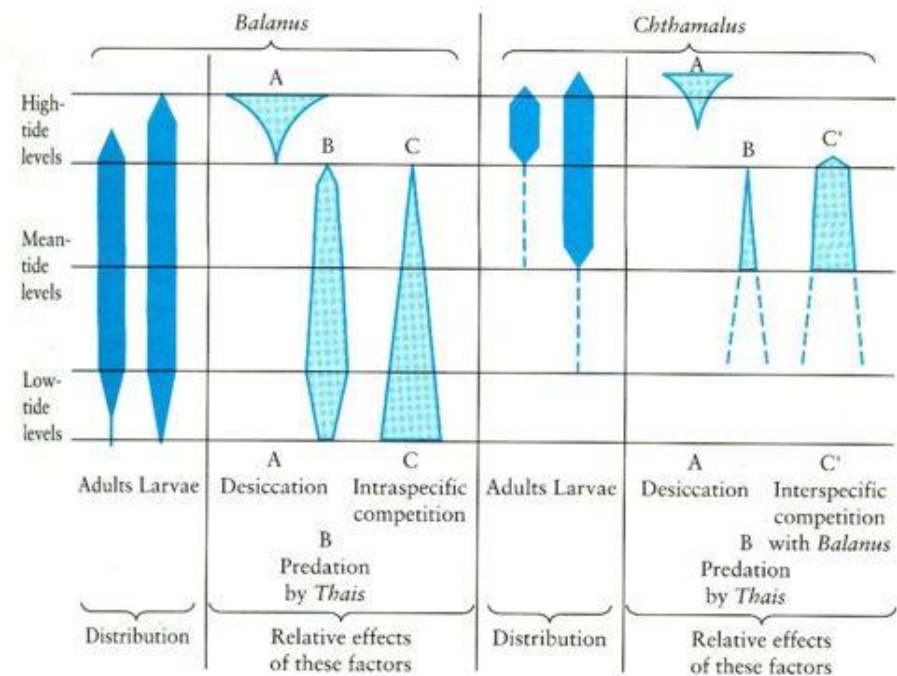 Balanus
Chthamalus
A
A
High-
tide
levels
B
C
B
C'
Mean-
tide
levels
Low-
tide
levels
Adults Larvae
A
Desiccation
C
Intraspecific
competition
B
Predation
by Thais
Adults Larvae
A
Desiccation
C'
Interspecific
competition
B with Balanus
Predation
by Thais
Distribution
Relative effects
of these factors
Distribution
Relative effects
of these factors